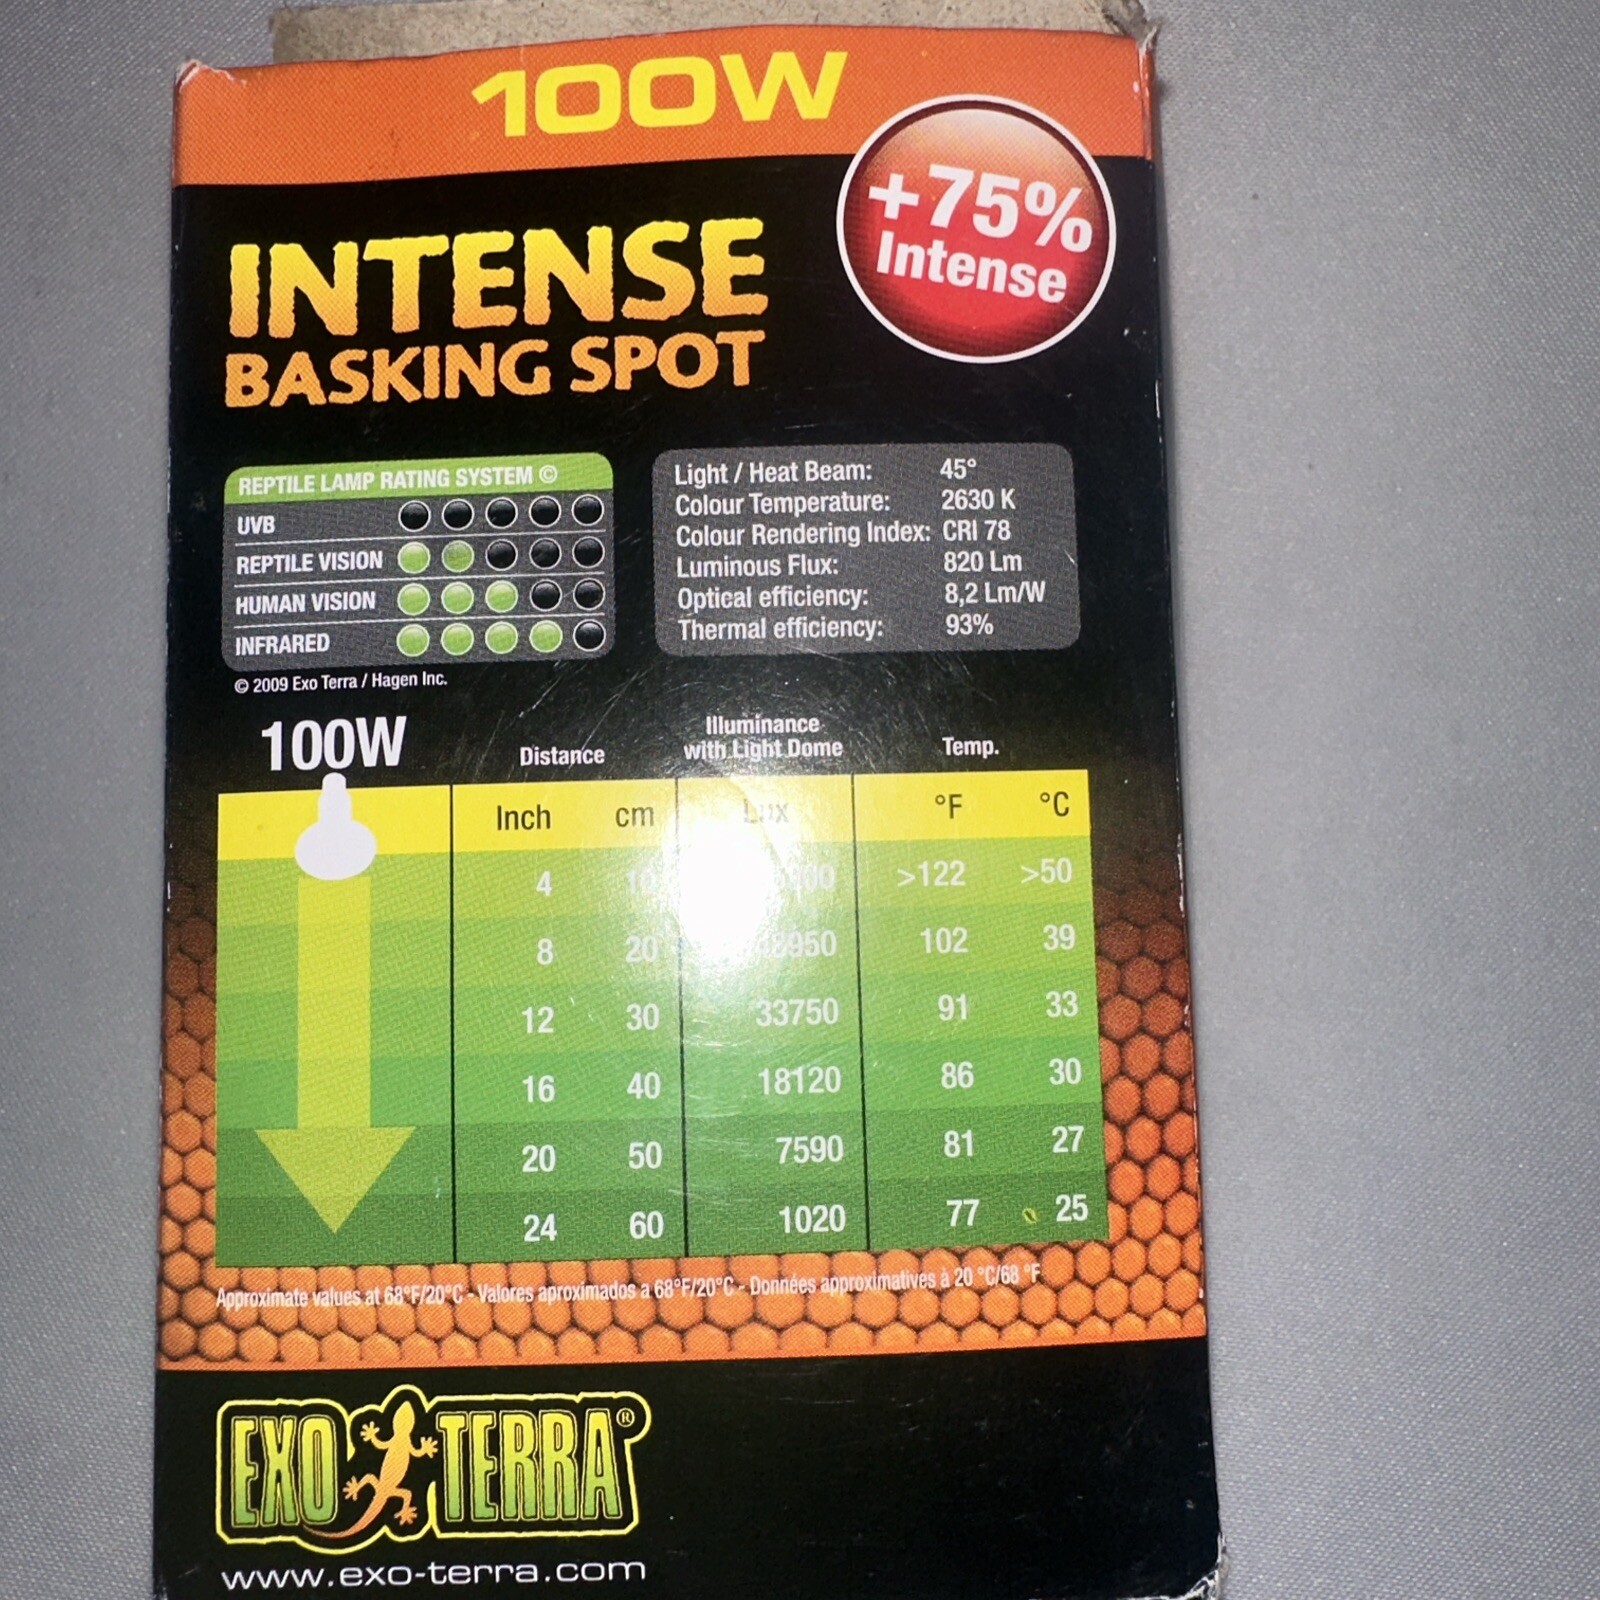 100W
+75%
Intense
INTENSE
BASKING SPOT
REPTILE LAMP RATING SYSTEM ©
UVB
REPTILE VISION
HUMAN VISION
INFRARED
© 2009 Exo Terra / Hagen Inc.
Light / Heat Beam: 45°
Colour Temperature: 2630 K
Colour Rendering Index: CRI 78
Luminous Flux: 820 Lm
Optical efficiency: 8,2 Lm/W
Thermal efficiency: 93%
100W
Distance
Illuminance
with Light Dome
Temp.
Inch cm Lux °F °C
4 10 >122 >50
8 20 102 39
12 30 33750 91 33
16 40 18120 86 30
20 50 7590 81 27
24 60 1020 77 25
Approximate values at 68°F/20°C - Valores aproximados a 68°F/20°C - Données approximatives à 20 °C/68 °F
EXO TERRA®
www.exo-terra.com